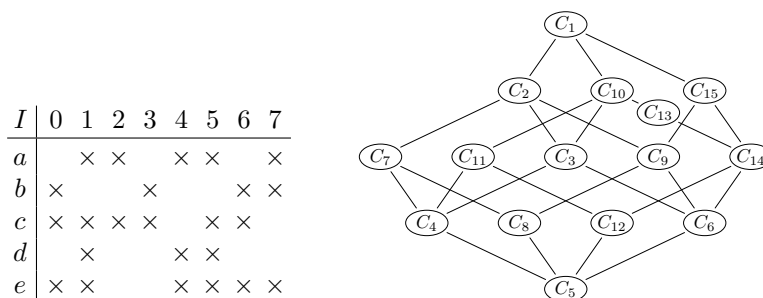 I 0 1 2 3 4 5 6 7
a × × × × ×
b × × × ×
c × × × × × ×
d × × ×
e × × × × × ×
C1
C2 C10 C15
C13
C7 C11 C3 C9 C14
C4 C8 C12 C6
C5